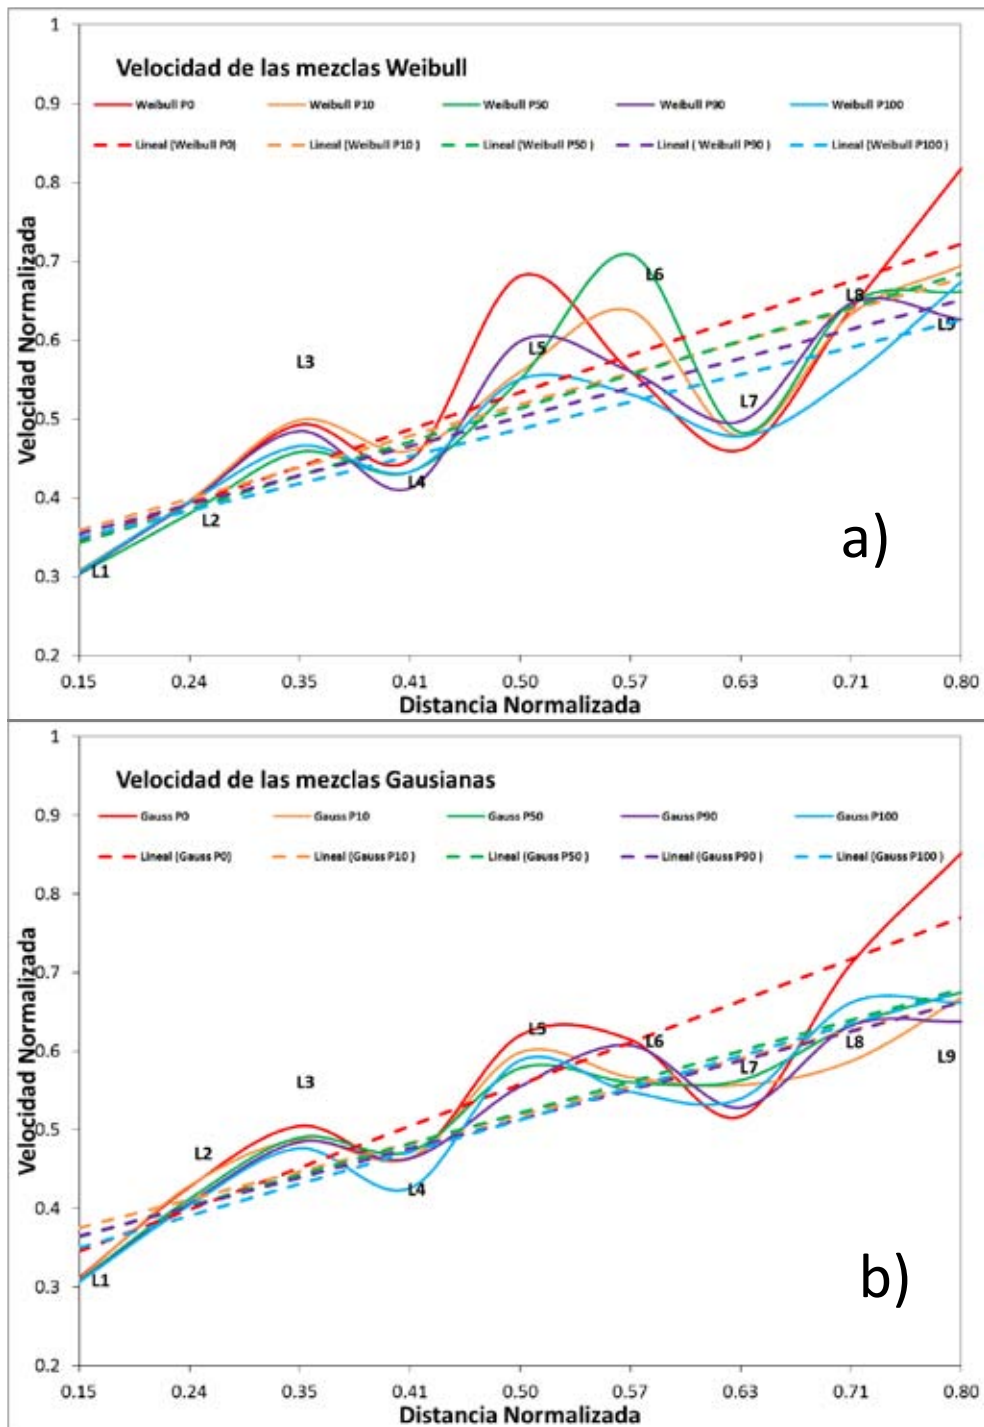 Velocidad de las mezclas Weibull
Weibull P0 Weibull P10 Weibull P50 Weibull P90 Weibull P100
Lineal (Weibull P0) Lineal (Weibull P10 ) Lineal (Weibull P50 ) Lineal ( Weibull P90 ) Lineal (Weibull P100 )
Velocidad Normalizada
1
0.9
0.8
0.7
0.6
0.5
0.4
0.3
0.2
L1
L2
L3
L4
L5
L6
L7
L8
L5
a)
0.15 0.24 0.35 0.41 0.50 0.57 0.63 0.71 0.80
Distancia Normalizada
Velocidad de las mezclas Gausianas
Gauss P0 Gauss P10 Gauss P50 Gauss P90 Gauss P100
Lineal (Gauss P0) Lineal (Gauss P10 ) Lineal (Gauss P50 ) Lineal (Gauss P90 ) Lineal (Gauss P100 )
Velocidad Normalizada
1
0.9
0.8
0.7
0.6
0.5
0.4
0.3
0.2
L1
L2
L3
L4
L5
L6
L7
L8
L9
b)
0.15 0.24 0.35 0.41 0.50 0.57 0.63 0.71 0.80
Distancia Normalizada